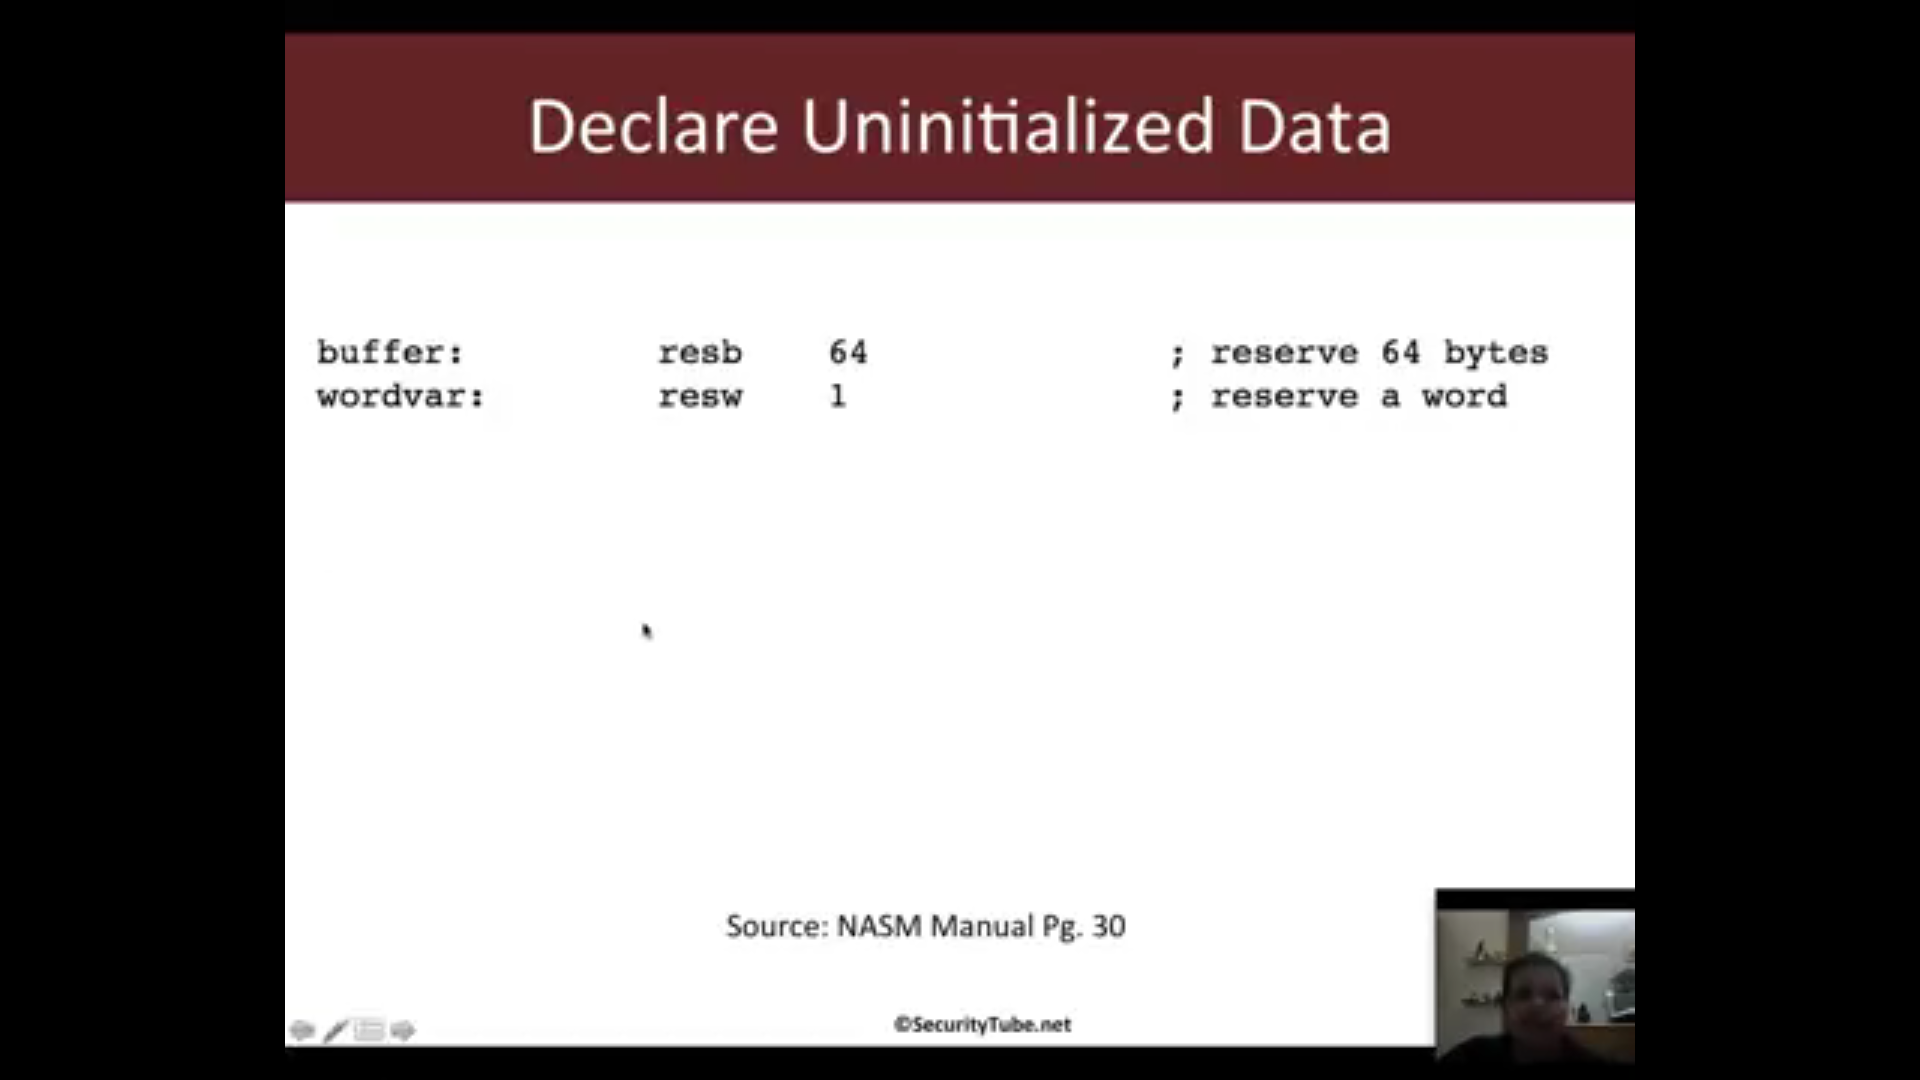 Declare Uninitialized Data
buffer: resb 64 ; reserve 64 bytes
wordvar: resw 1 ; reserve a word
Source: NASM Manual Pg. 30
©SecurityTube.net